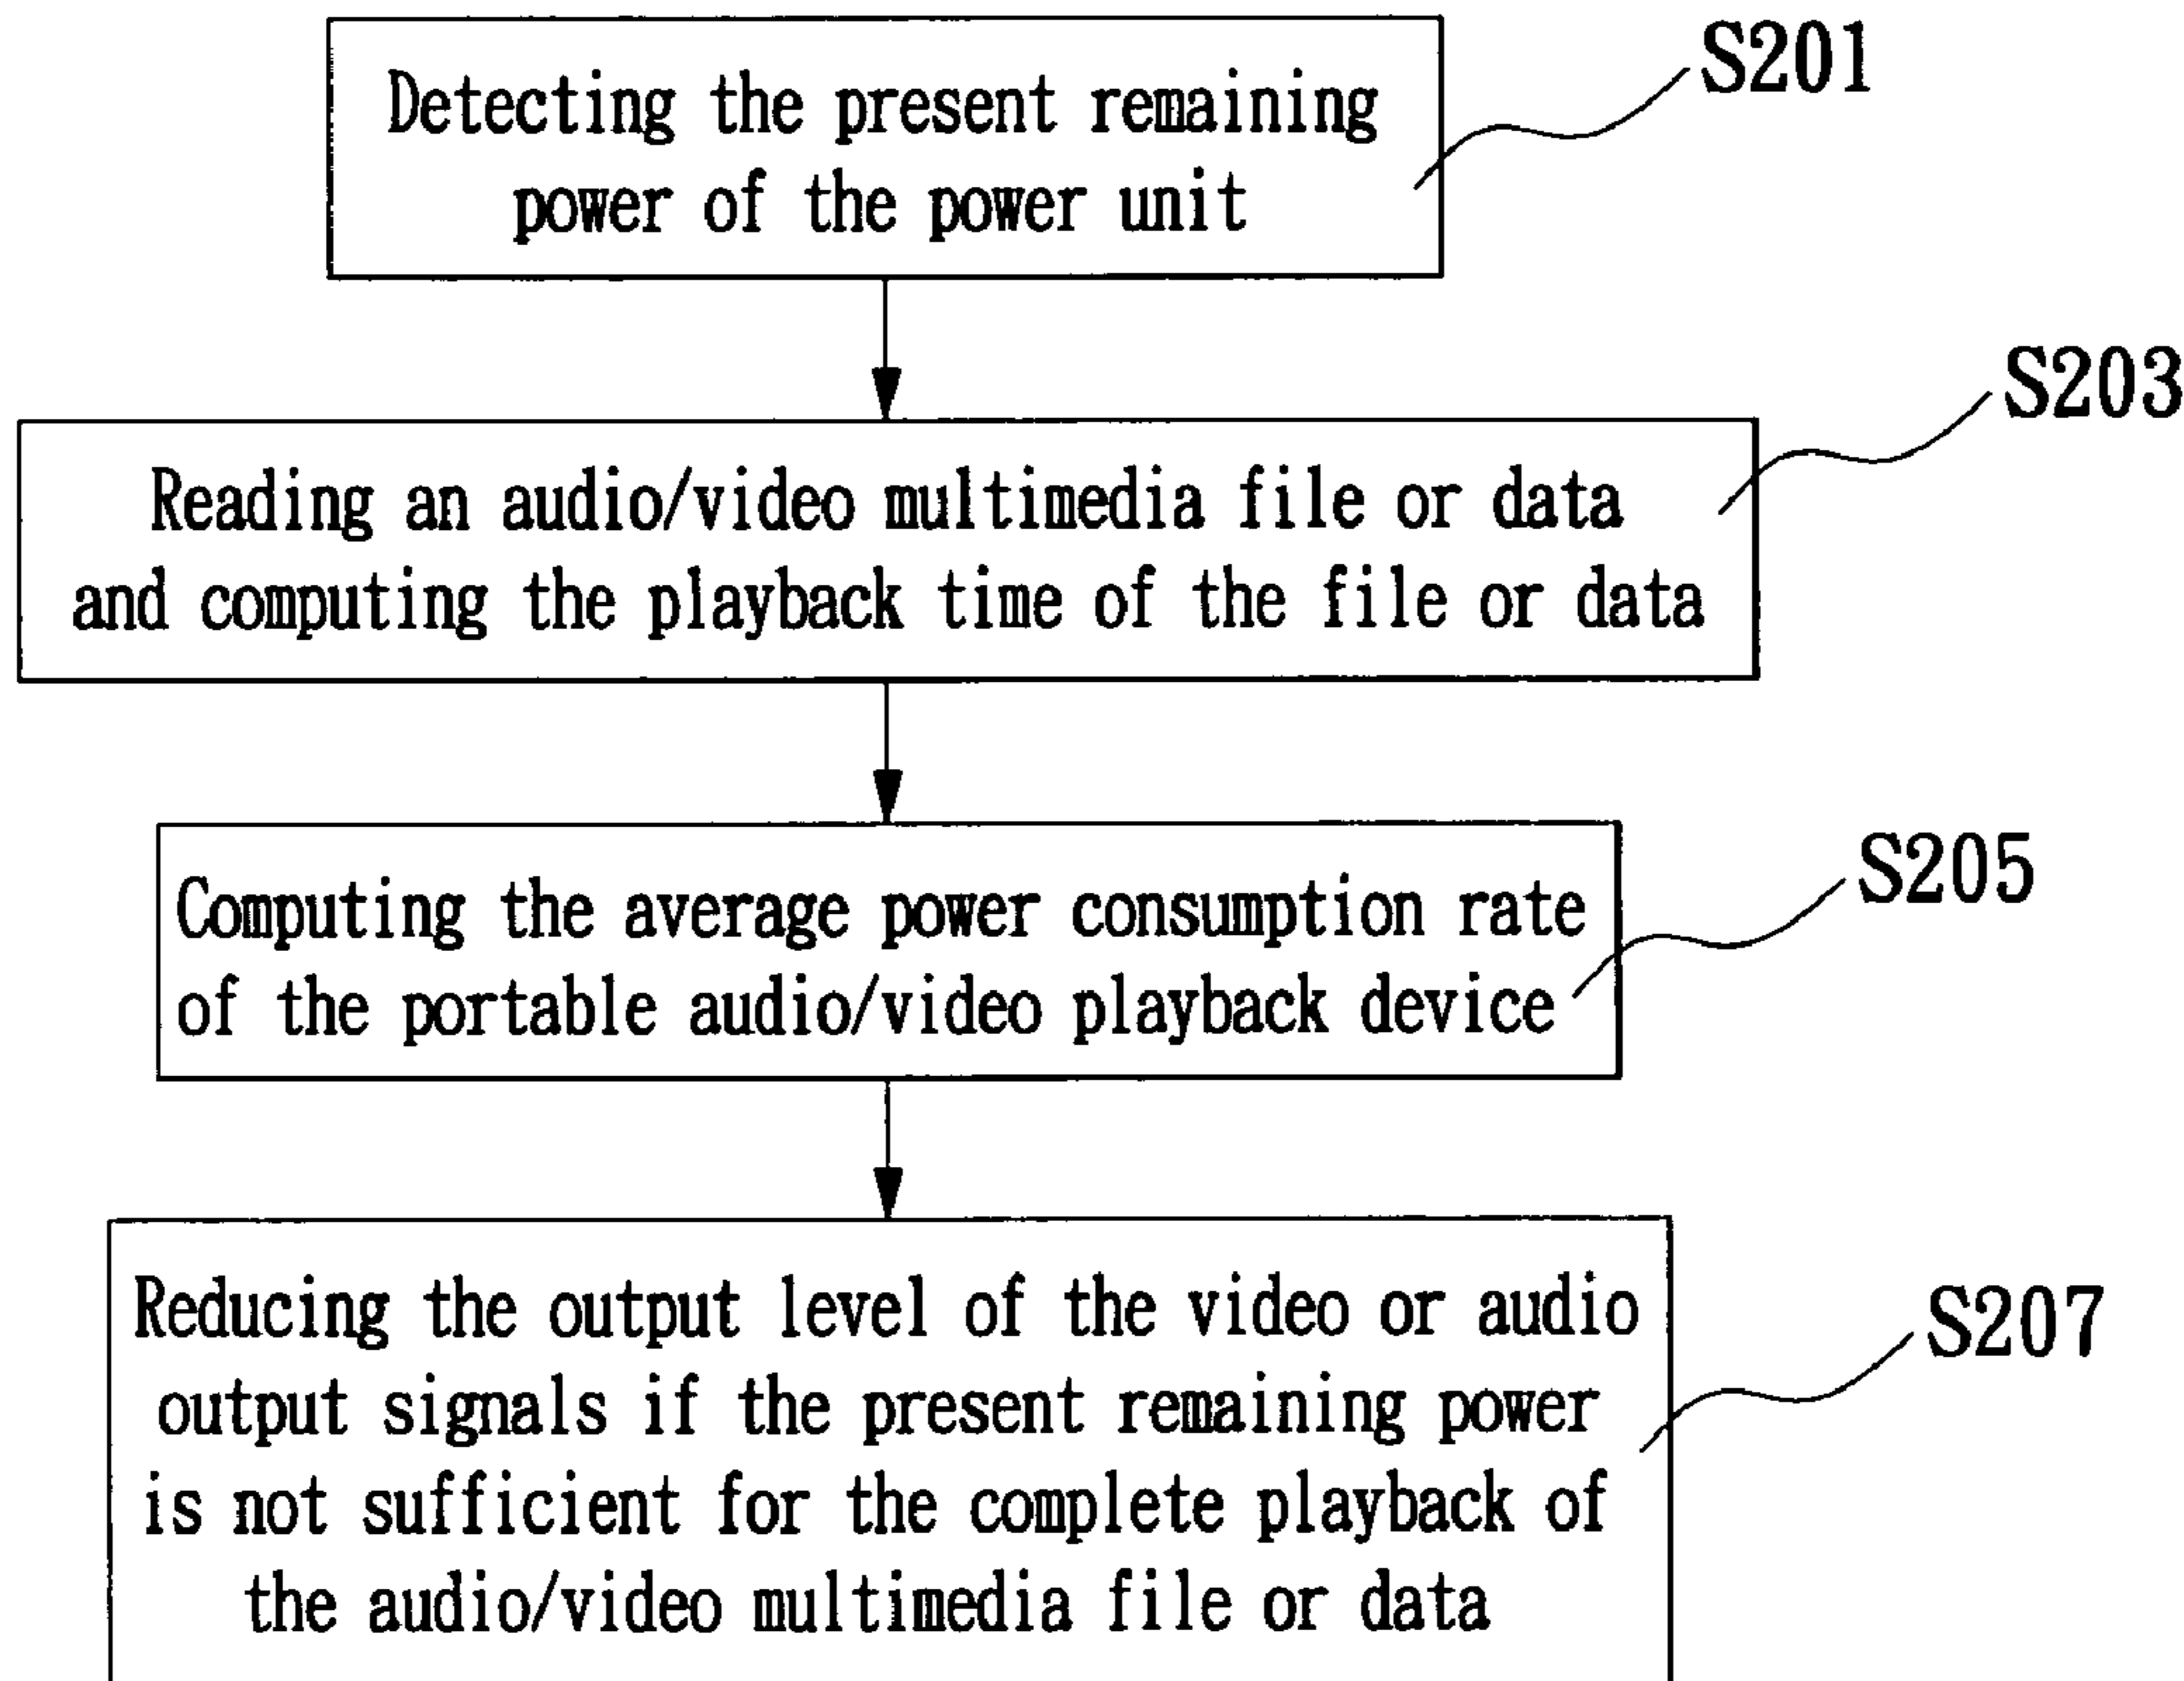 S201
Detecting the present remaining
power of the power unit
S203
Reading an audio/video multimedia file or data
and computing the playback time of the file or data
S205
Computing the average power consumption rate
of the portable audio/video playback device
S207
Reducing the output level of the video or audio
output signals if the present remaining power
is not sufficient for the complete playback of
the audio/video multimedia file or data